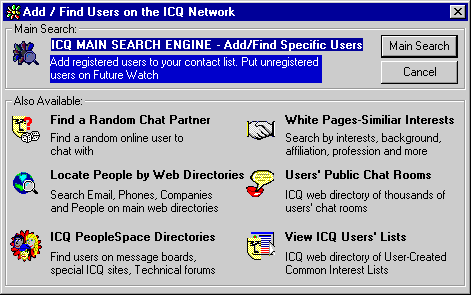 Add / Find Users on the ICQ Network
Main Search:
ICQ MAIN SEARCH ENGINE - Add/Find Specific Users
Add registered users to your contact list. Put unregistered
users on Future Watch
Main Search
Cancel
Also Available:
Find a Random Chat Partner
Find a random online user to
chat with
White Pages-Similiar Interests
Search by interests, background,
affiliation, profession and more
Locate People by Web Directories
Search Email, Phones, Companies
and People on main web directories
Users' Public Chat Rooms
ICQ web directory of thousands of
users' chat rooms
ICQ PeopleSpace Directories
Find users on message boards,
special ICQ sites, Technical forums
View ICQ Users' Lists
ICQ web directory of User-Created
Common Interest Lists